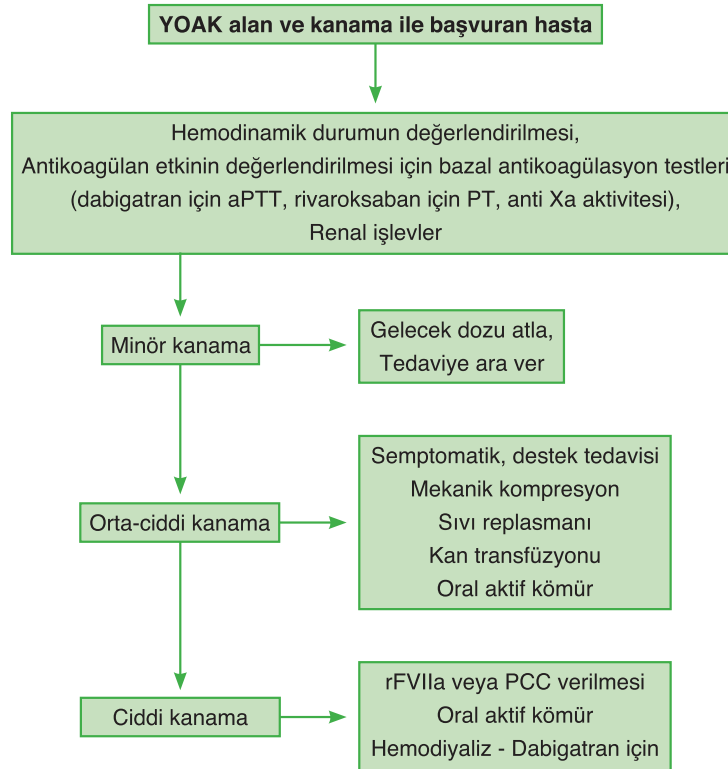 YOAK alan ve kanama ile başvuran hasta
Hemodinamik durumun değerlendirilmesi,
Antikoagülan etkinin değerlendirilmesi için bazal antikoagülasyon testleri
(dabigatran için aPTT, rivaroksaban için PT, anti Xa aktivitesi),
Renal işlevler
Minör kanama
Gelecek dozu atla,
Tedaviye ara ver
Orta-ciddi kanama
Semptomatik, destek tedavisi
Mekanik kompresyon
Sıvı replasmanı
Kan transfüzyonu
Oral aktif kömür
Ciddi kanama
rFVIIa veya PCC verilmesi
Oral aktif kömür
Hemodiyaliz - Dabigatran için